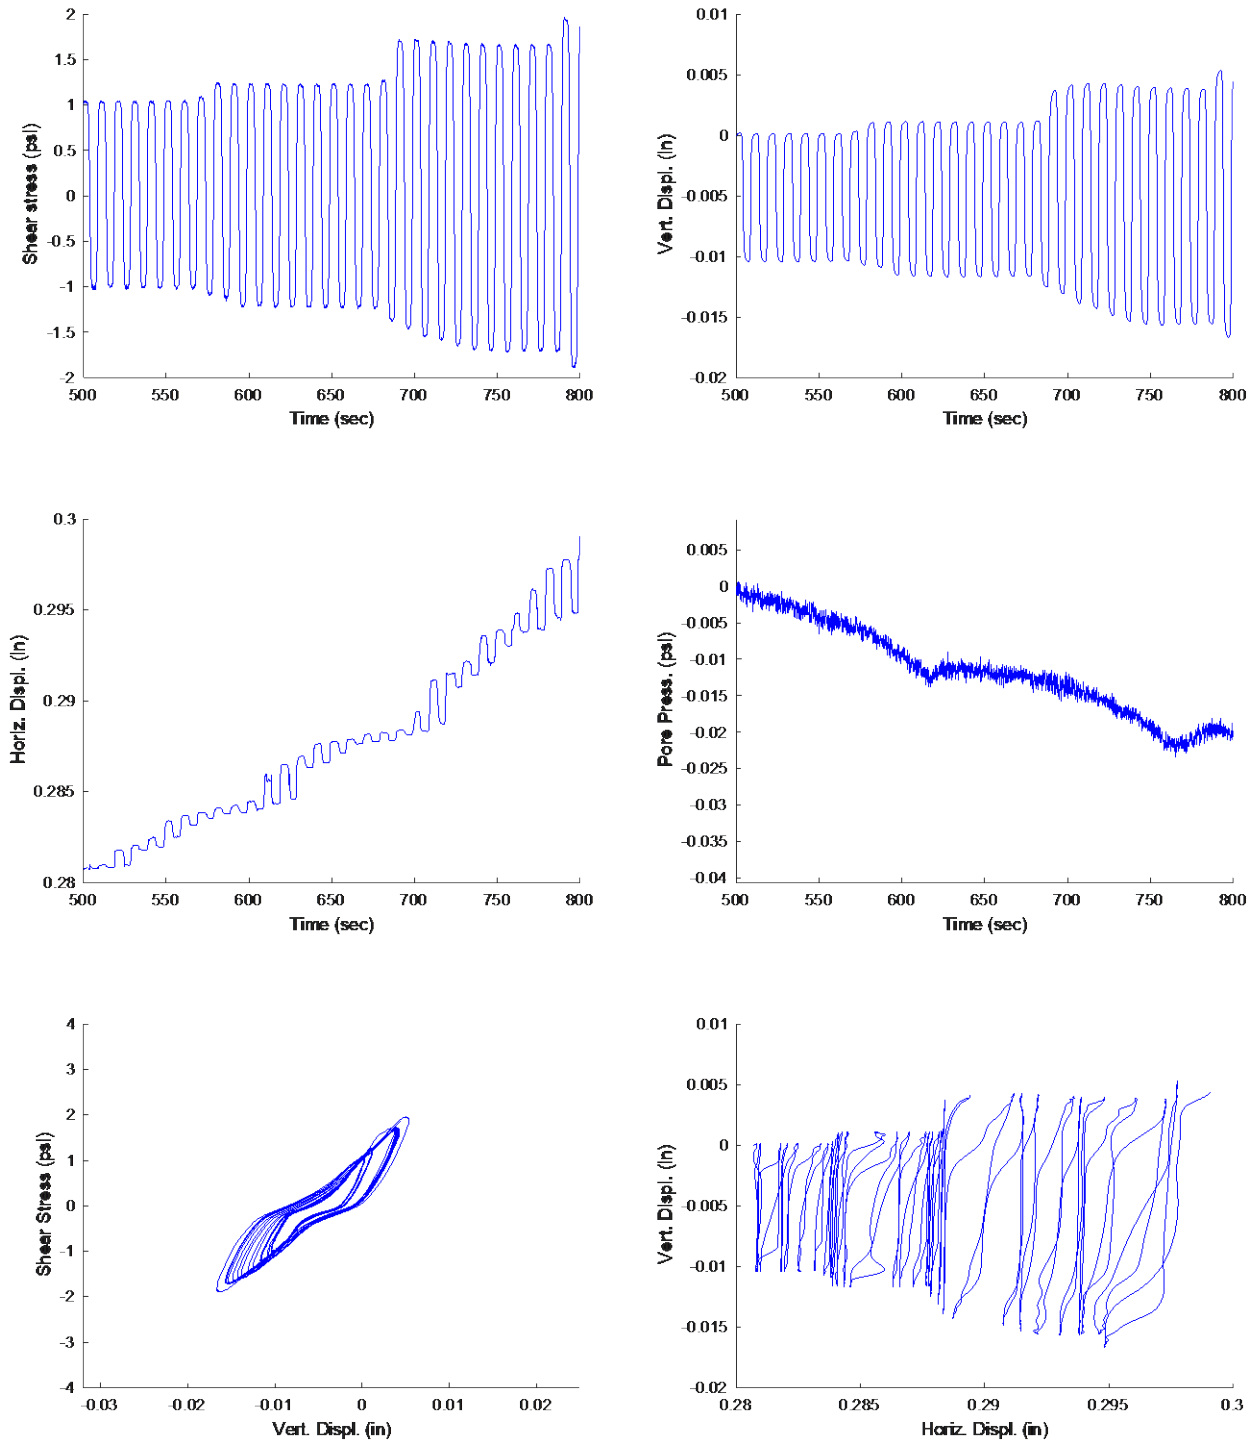 2
1.5
1
0.5
0
-0.5
-1
-1.5
-2
Shear stress (psi)
500 550 600 650 700 750 800
Time (sec)
0.01
0.005
0
-0.005
-0.01
-0.015
-0.02
Vert. Displ. (in)
500 550 600 650 700 750 800
Time (sec)
0.3
0.295
0.29
0.285
0.28
Horiz. Displ. (in)
500 550 600 650 700 750 800
Time (sec)
0.005
0
-0.005
-0.01
-0.015
-0.02
-0.025
-0.03
-0.035
-0.04
Pore Press. (psi)
500 550 600 650 700 750 800
Time (sec)
4
3
2
1
0
-1
-2
-3
-4
Shear Stress (psi)
-0.03 -0.02 -0.01 0 0.01 0.02
Vert. Displ. (in)
0.01
0.005
0
-0.005
-0.01
-0.015
-0.02
Vert. Displ. (in)
0.28 0.285 0.29 0.295 0.3
Horiz. Displ. (in)